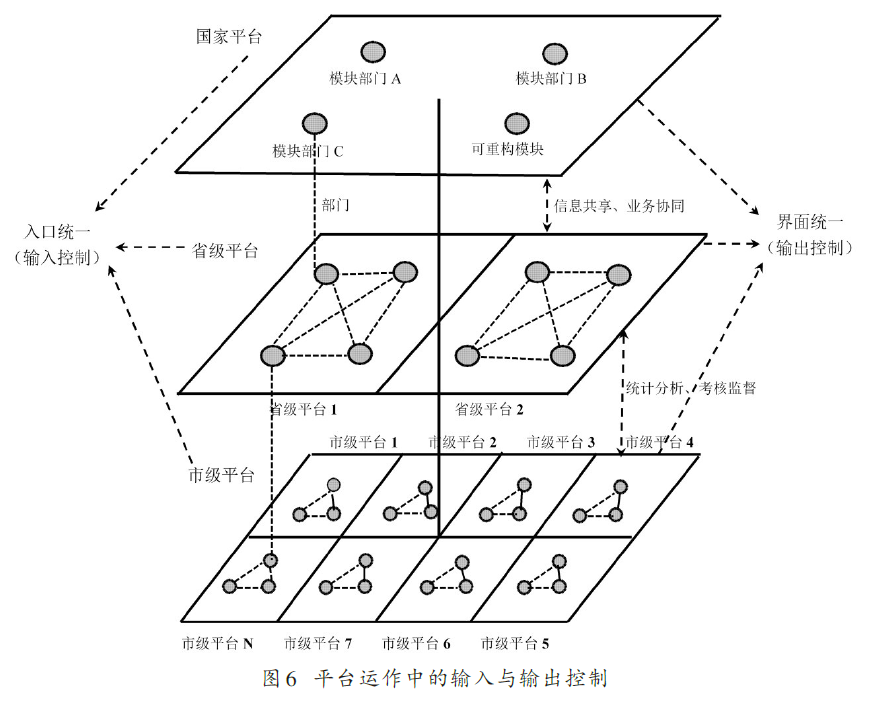 国家平台
模块部门 A
模块部门 B
模块部门 C
可重构模块
部门
信息共享、业务协同
入口统一
（输入控制）
省级平台
界面统一
（输出控制）
统计分析、考核监督
省级平台 1
省级平台 2
市级平台 1
市级平台 2
市级平台 3
市级平台 4
市级平台
市级平台 N
市级平台 7
市级平台 6
市级平台 5
图6 平台运作中的输入与输出控制